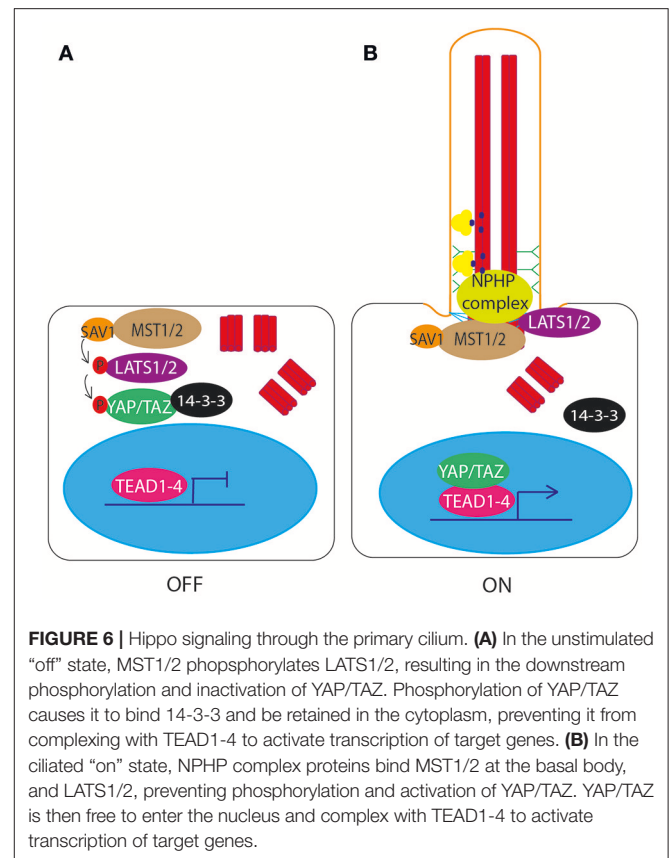 A
B
NPHP
complex
LATS1/2
SAV1
MST1/2
SAV1
MST1/2
P
LATS1/2
P
YAP/TAZ
14-3-3
14-3-3
TEAD1-4
YAP/TAZ
TEAD1-4
OFF
ON
FIGURE 6 | Hippo signaling through the primary cilium. (A) In the unstimulated
“off” state, MST1/2 phopsphorylates LATS1/2, resulting in the downstream
phosphorylation and inactivation of YAP/TAZ. Phosphorylation of YAP/TAZ
causes it to bind 14-3-3 and be retained in the cytoplasm, preventing it from
complexing with TEAD1-4 to activate transcription of target genes. (B) In the
ciliated “on” state, NPHP complex proteins bind MST1/2 at the basal body,
and LATS1/2, preventing phosphorylation and activation of YAP/TAZ. YAP/TAZ
is then free to enter the nucleus and complex with TEAD1-4 to activate
transcription of target genes.